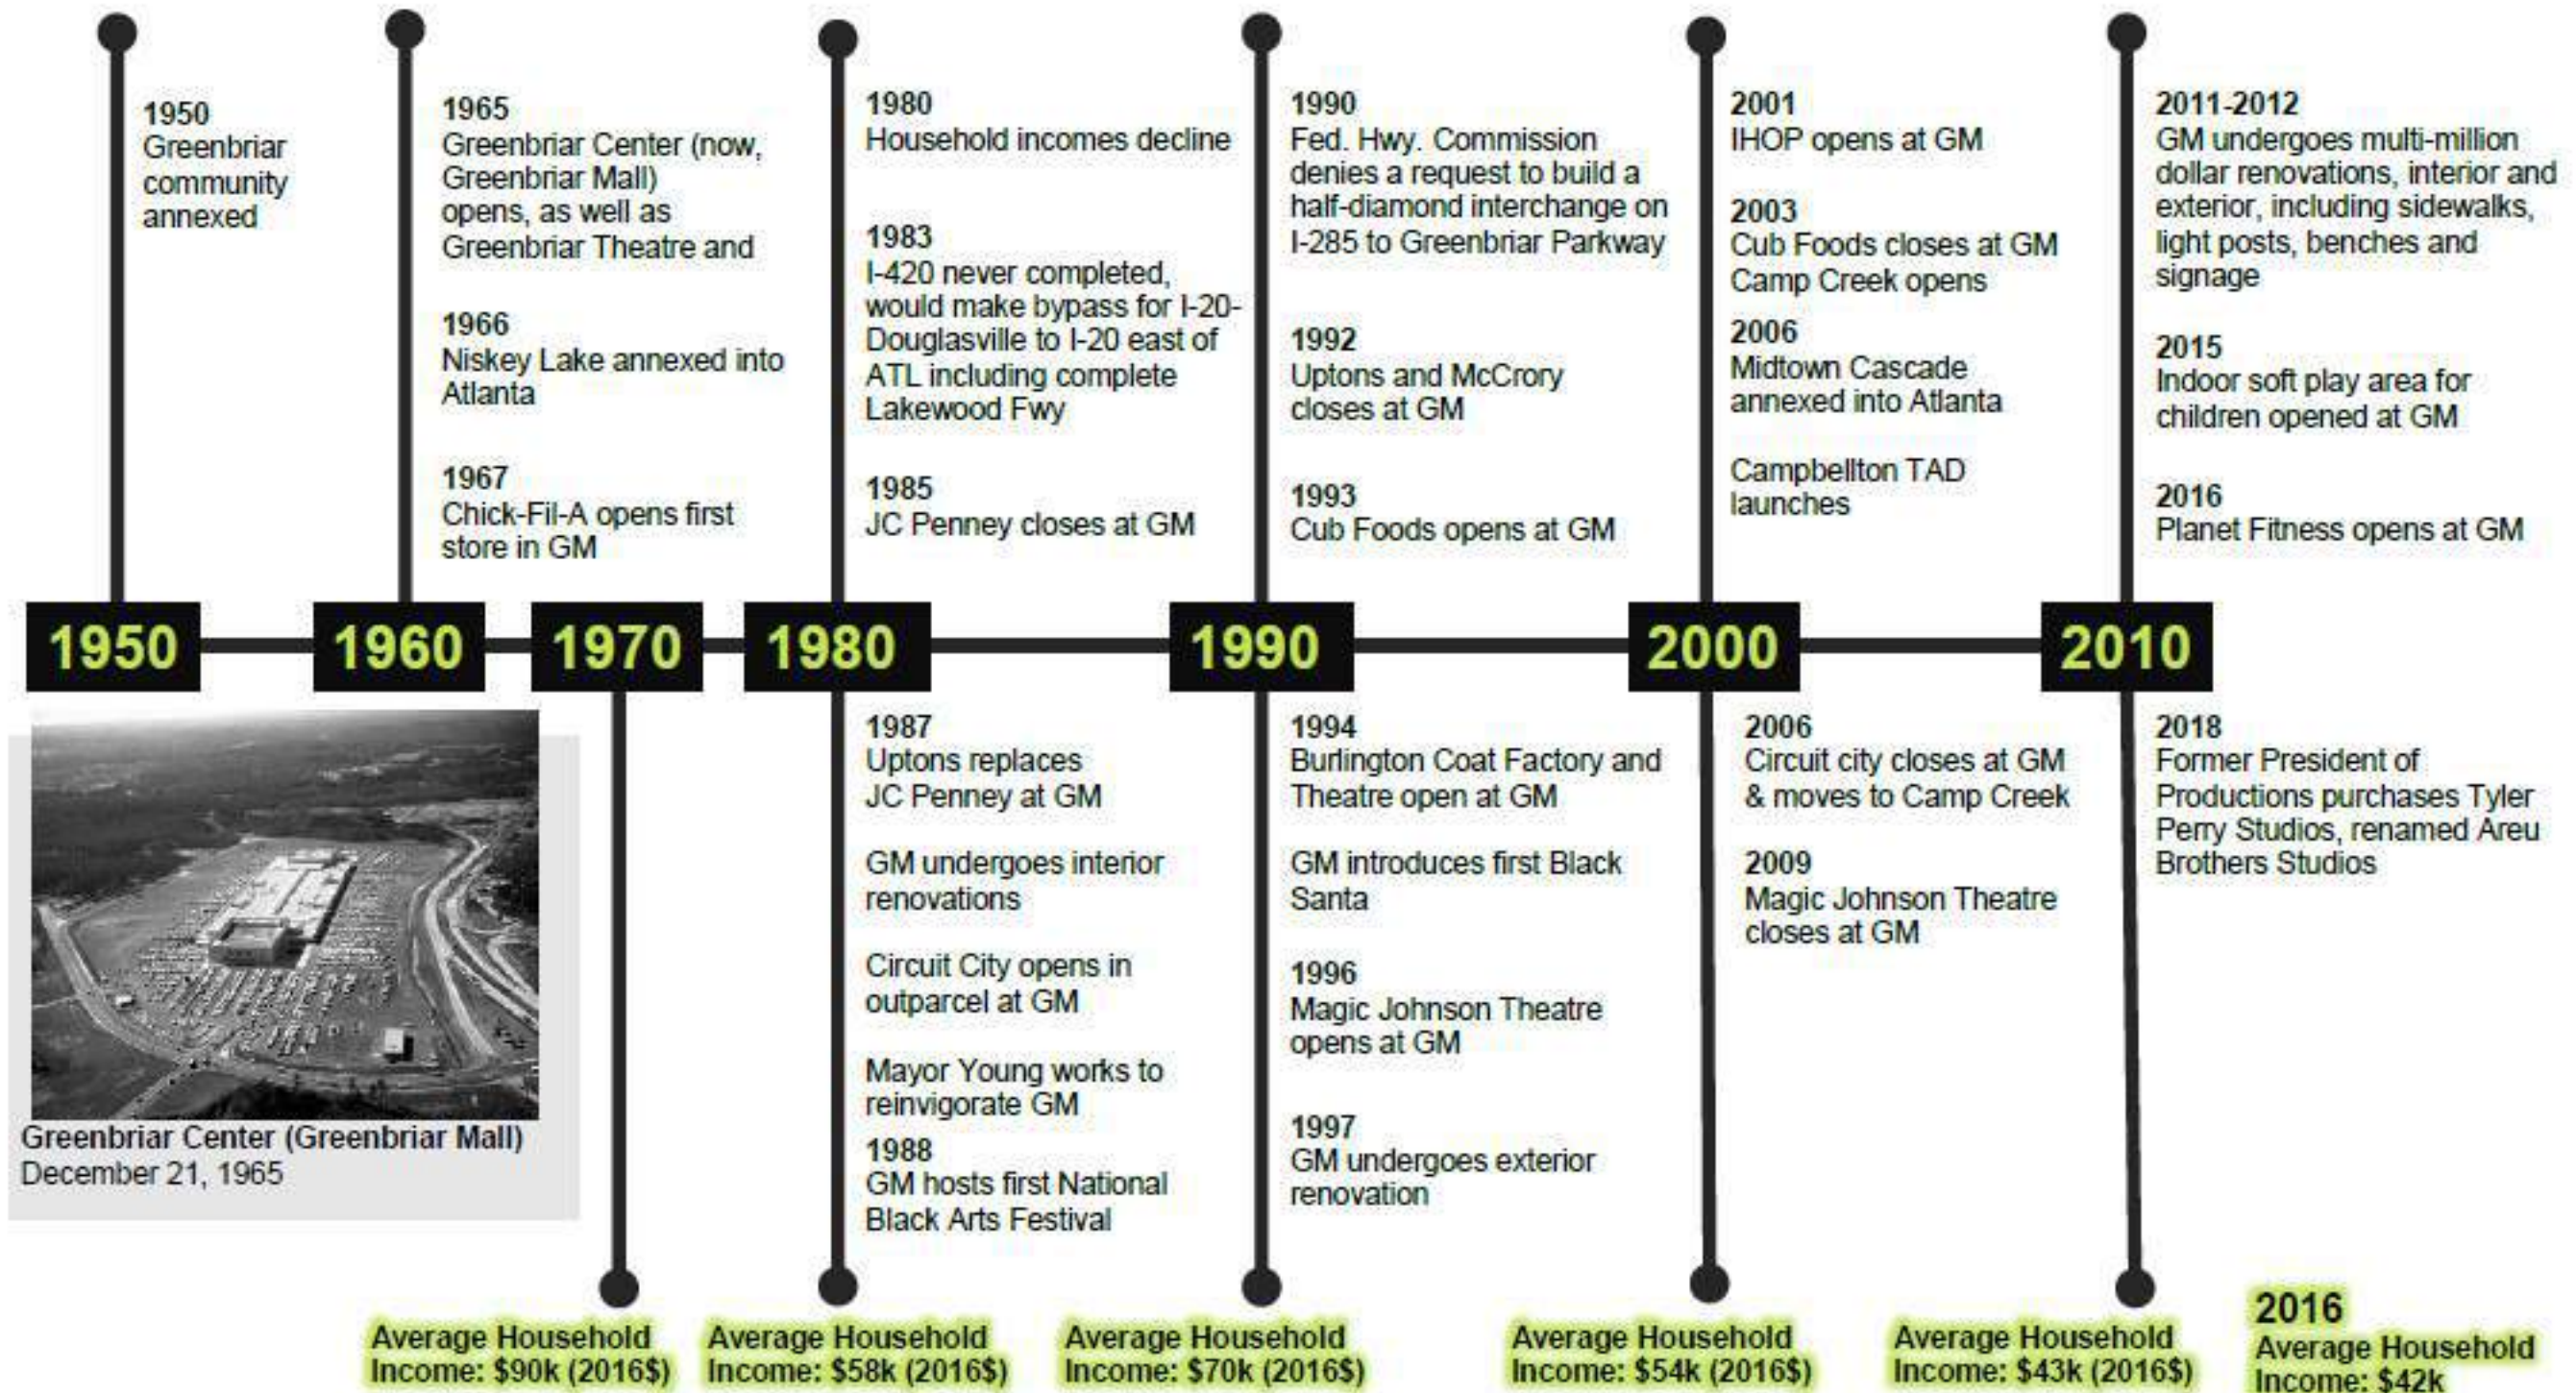 1950
Greenbriar
community
annexed
1965
Greenbriar Center (now,
Greenbriar Mall)
opens, as well as
Greenbriar Theatre and
1966
Niskey Lake annexed into
Atlanta
1967
Chick-Fil-A opens first
store in GM
1980
Household incomes decline
1983
I-420 never completed,
would make bypass for I-20-
Douglasville to I-20 east of
ATL including complete
Lakewood Fwy
1985
JC Penney closes at GM
1990
Fed. Hwy. Commission
denies a request to build a
half-diamond interchange on
I-285 to Greenbriar Parkway
1992
Uptons and McCrory
closes at GM
1993
Cub Foods opens at GM
2001
IHOP opens at GM
2003
Cub Foods closes at GM
Camp Creek opens
2006
Midtown Cascade
annexed into Atlanta
Campbellton TAD
launches
2011-2012
GM undergoes multi-million
dollar renovations, interior and
exterior, including sidewalks,
light posts, benches and
signage
2015
Indoor soft play area for
children opened at GM
2016
Planet Fitness opens at GM
1950
1960
1970
1980
1990
2000
2010
Greenbriar Center (Greenbriar Mall)
December 21, 1965
1987
Uptons replaces
JC Penney at GM
GM undergoes interior
renovations
Circuit City opens in
outparcel at GM
Mayor Young works to
reinvigorate GM
1988
GM hosts first National
Black Arts Festival
1994
Burlington Coat Factory and
Theatre open at GM
GM introduces first Black
Santa
1996
Magic Johnson Theatre
opens at GM
1997
GM undergoes exterior
renovation
2006
Circuit city closes at GM
& moves to Camp Creek
2009
Magic Johnson Theatre
closes at GM
2018
Former President of
Productions purchases Tyler
Perry Studios, renamed Areu
Brothers Studios
Average Household
Income: $90k (2016$)
Average Household
Income: $58k (2016$)
Average Household
Income: $70k (2016$)
Average Household
Income: $54k (2016$)
Average Household
Income: $43k (2016$)
2016
Average Household
Income: $42k